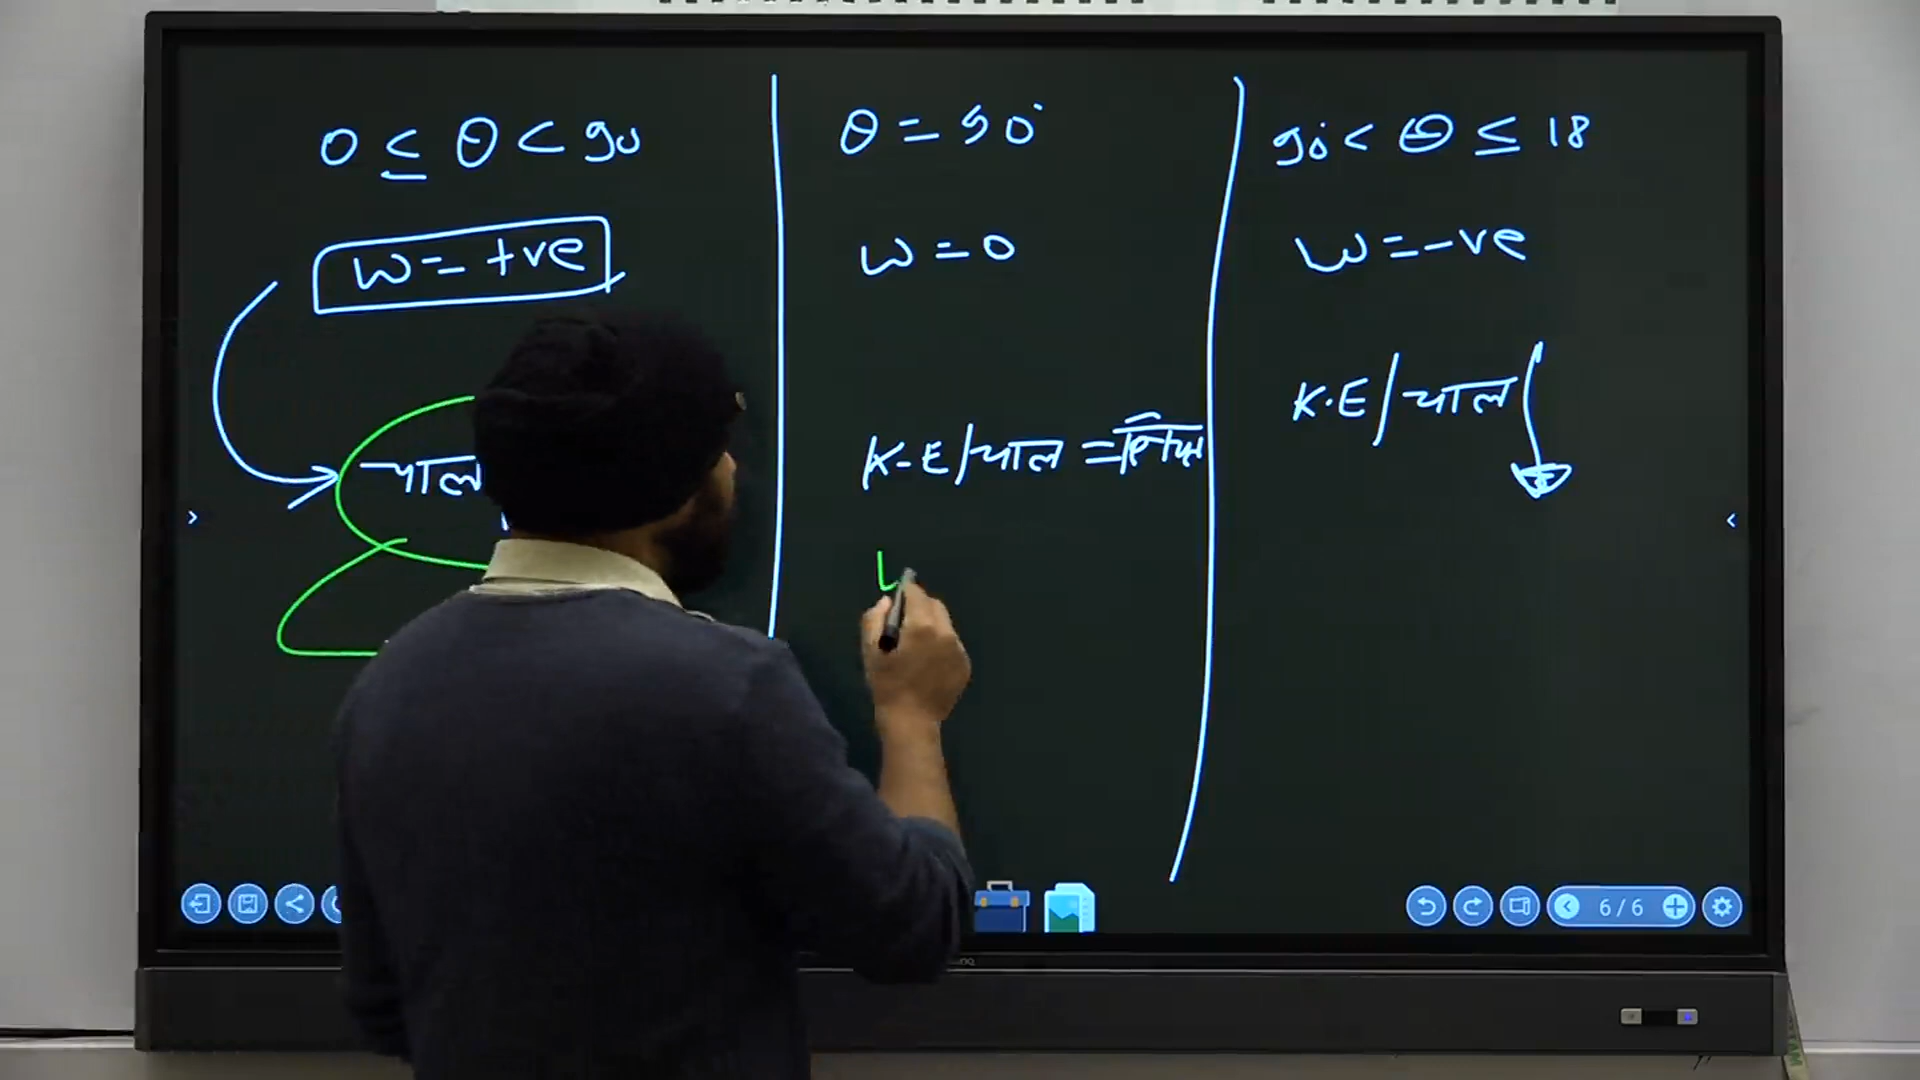 0 ≤ θ < 90
W = +ve
चाल
θ = 90°
W = 0
K.E/चाल = स्थिर
90° < θ ≤ 18
W = -ve
K.E/चाल
6/6